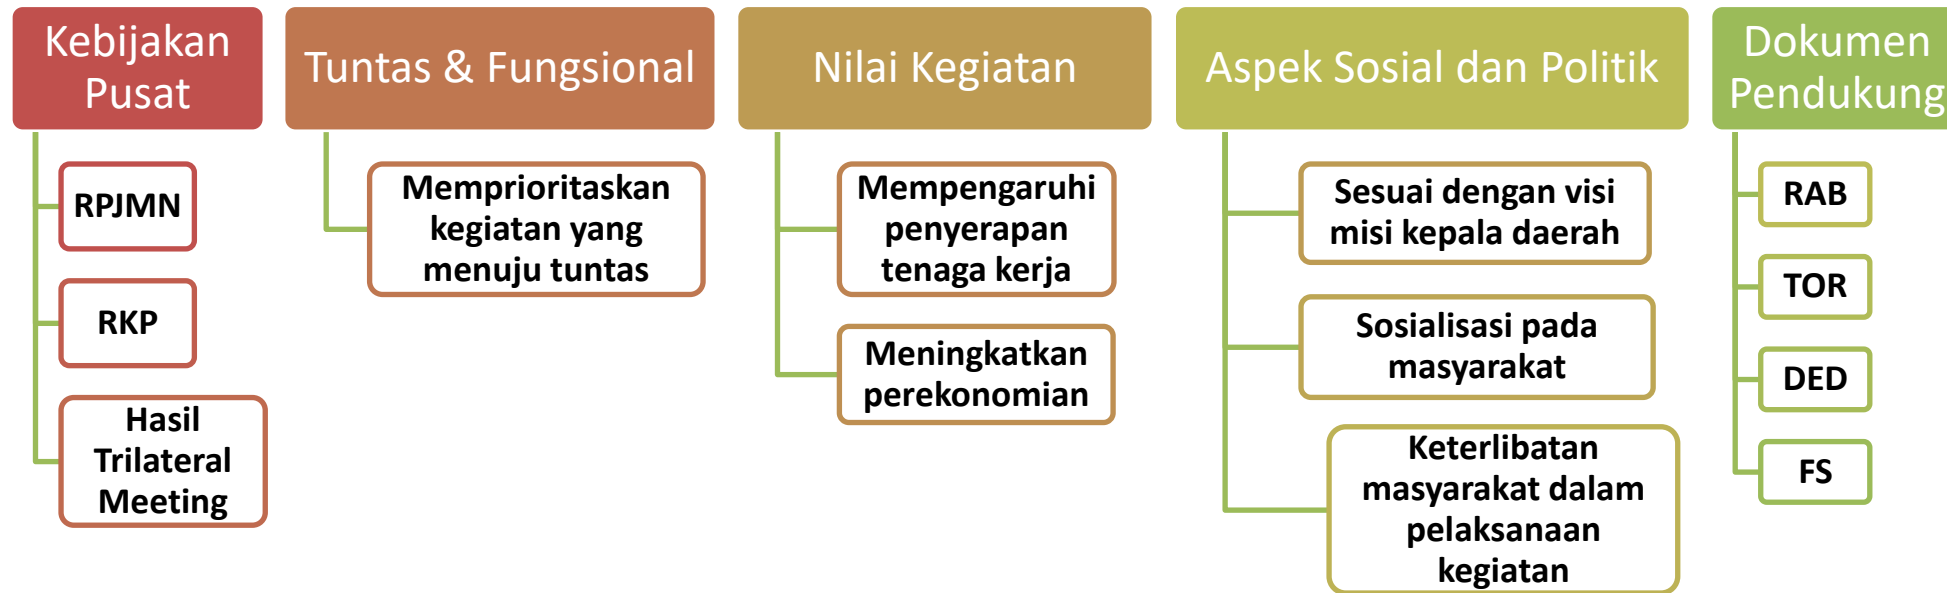 Kebijakan
Pusat
RPJMN
RKP
Hasil
Trilateral
Meeting
Tuntas & Fungsional
Memprioritaskan
kegiatan yang
menuju tuntas
Nilai Kegiatan
Mempengaruhi
penyerapan
tenaga kerja
Meningkatkan
perekonomian
Aspek Sosial dan Politik
Sesuai dengan visi
misi kepala daerah
Sosialisasi pada
masyarakat
Keterlibatan
masyarakat dalam
pelaksanaan
kegiatan
Dokumen
Pendukung
RAB
TOR
DED
FS